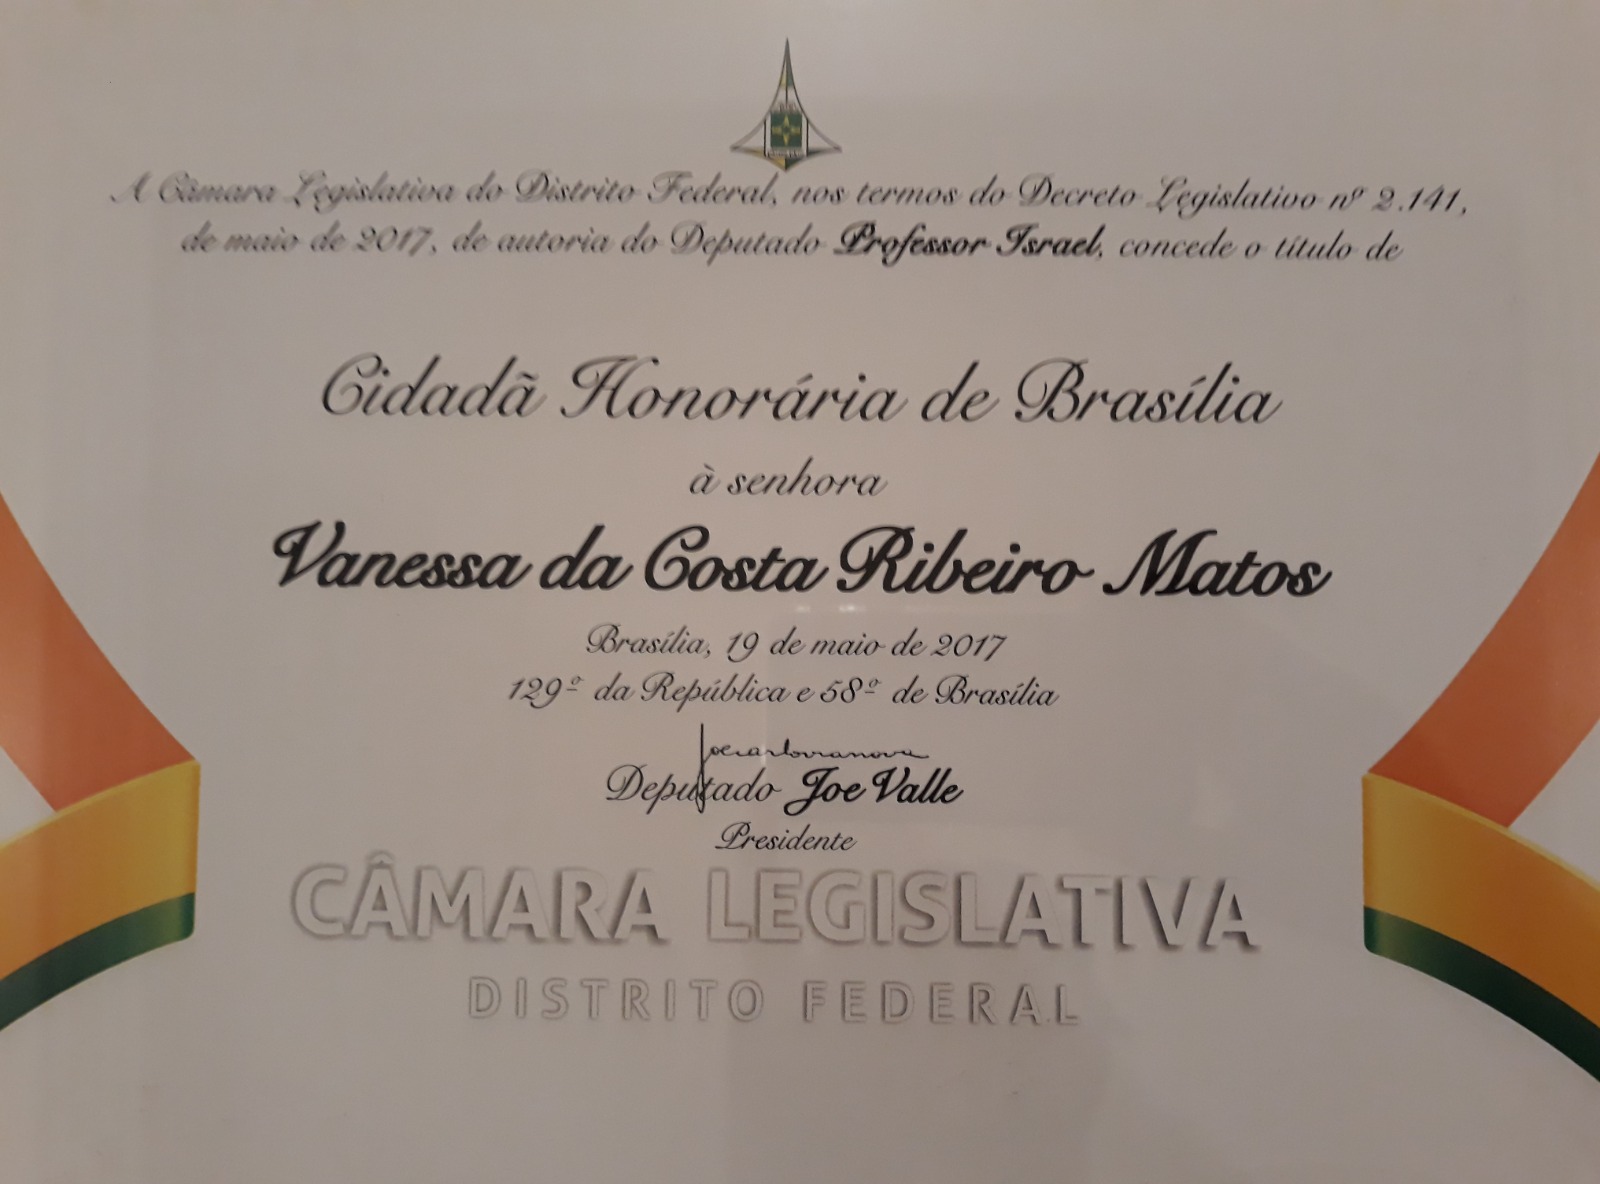 A Câmara Legislativa do Distrito Federal, nos termos do Decreto Legislativo nº 2.141,
de maio de 2017, de autoria do Deputado Professor Israel, concede o título de
Cidadã Honorária de Brasília
à senhora
Vanessa da Costa Ribeiro Matos
Brasília, 19 de maio de 2017
129º da República e 58º de Brasília
Deputado Joe Valle
Presidente
CÂMARA LEGISLATIVA
DISTRITO FEDERAL